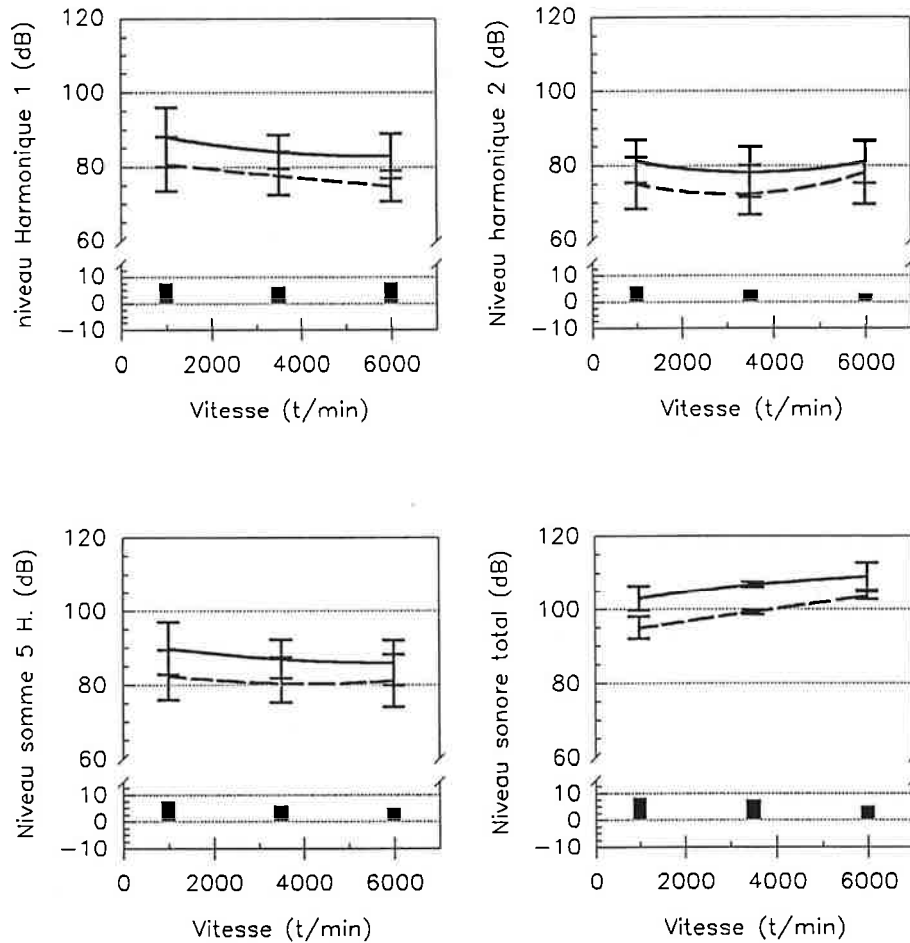 niveau Harmonique 1 (dB)
120
100
80
60
10
0
−10
0 2000 4000 6000
Vitesse (t/min)
Niveau harmonique 2 (dB)
120
100
80
60
10
0
−10
0 2000 4000 6000
Vitesse (t/min)
Niveau somme 5 H. (dB)
120
100
80
60
10
0
−10
0 2000 4000 6000
Vitesse (t/min)
Niveau sonore total (dB)
120
100
80
60
10
0
−10
0 2000 4000 6000
Vitesse (t/min)